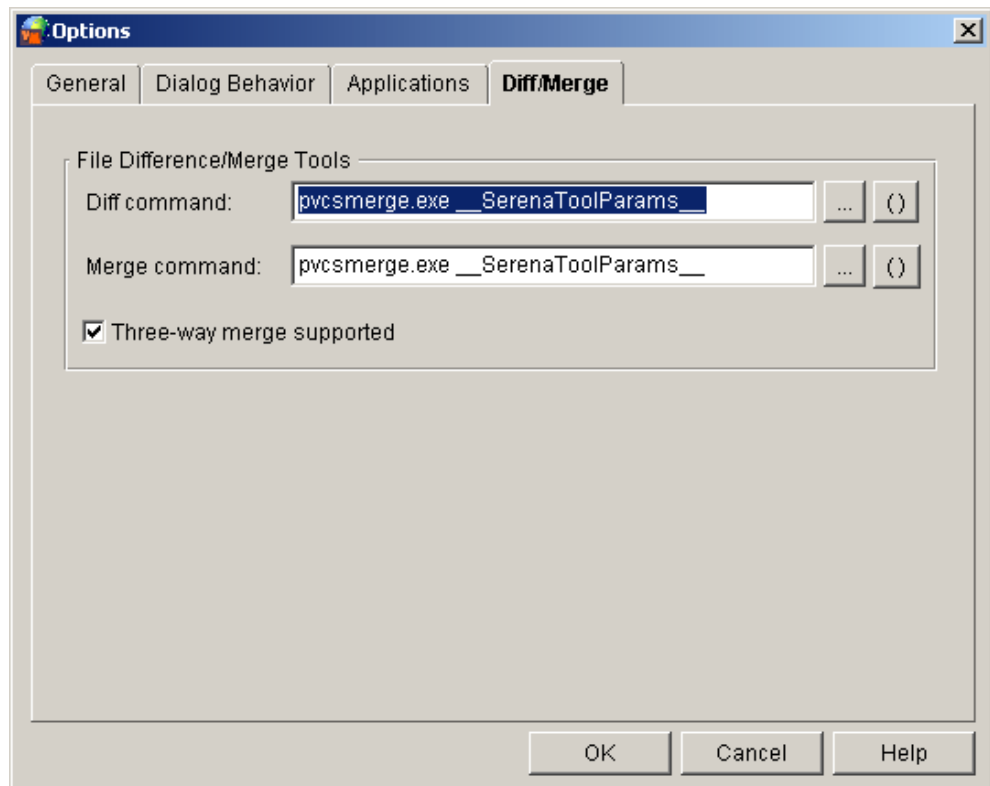 Options
General Dialog Behavior Applications Diff/Merge
File Difference/Merge Tools
Diff command: pvcsmerge.exe __SerenaToolParams__ ... ()
Merge command: pvcsmerge.exe __SerenaToolParams__ ... ()
Three-way merge supported
OK Cancel Help